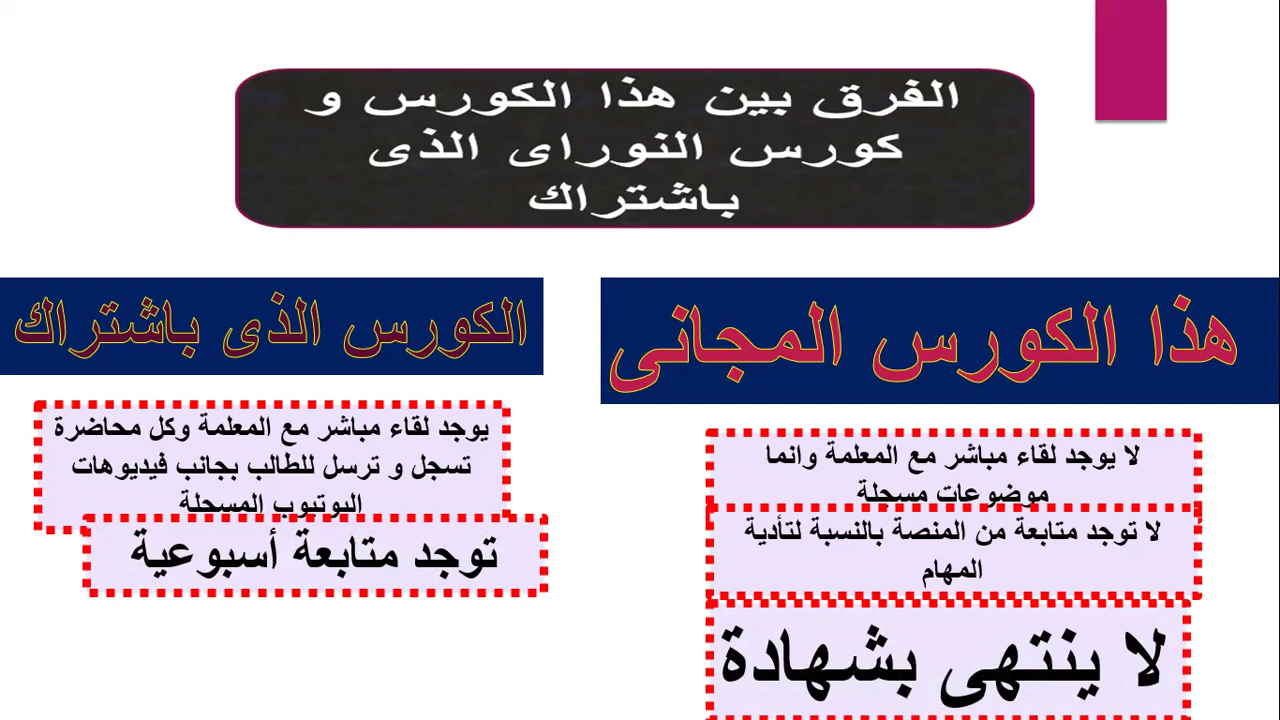 الفرق بين هذا الكورس و
كورس النوراى الذى
باشتراك
هذا الكورس المجانى
لا يوجد لقاء مباشر مع المعلمة وانما
موضوعات مسجلة
لا توجد متابعة من المنصة بالنسبة لتأدية
المهام
لا ينتهى بشهادة
الكورس الذى باشتراك
يوجد لقاء مباشر مع المعلمة وكل محاضرة
تسجل و ترسل للطالب بجانب فيديوهات
اليوتيوب المسجلة
توجد متابعة أسبوعية